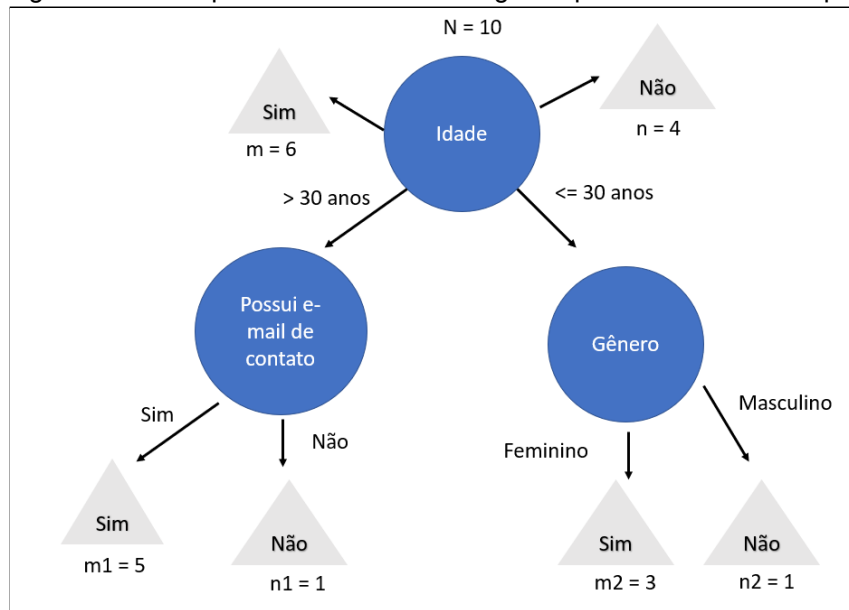 N = 10
Sim
m = 6
Idade
Não
n = 4
> 30 anos
<= 30 anos
Possui e-
mail de
contato
Gênero
Sim
Não
Feminino
Masculino
Sim
m1 = 5
Não
n1 = 1
Sim
m2 = 3
Não
n2 = 1